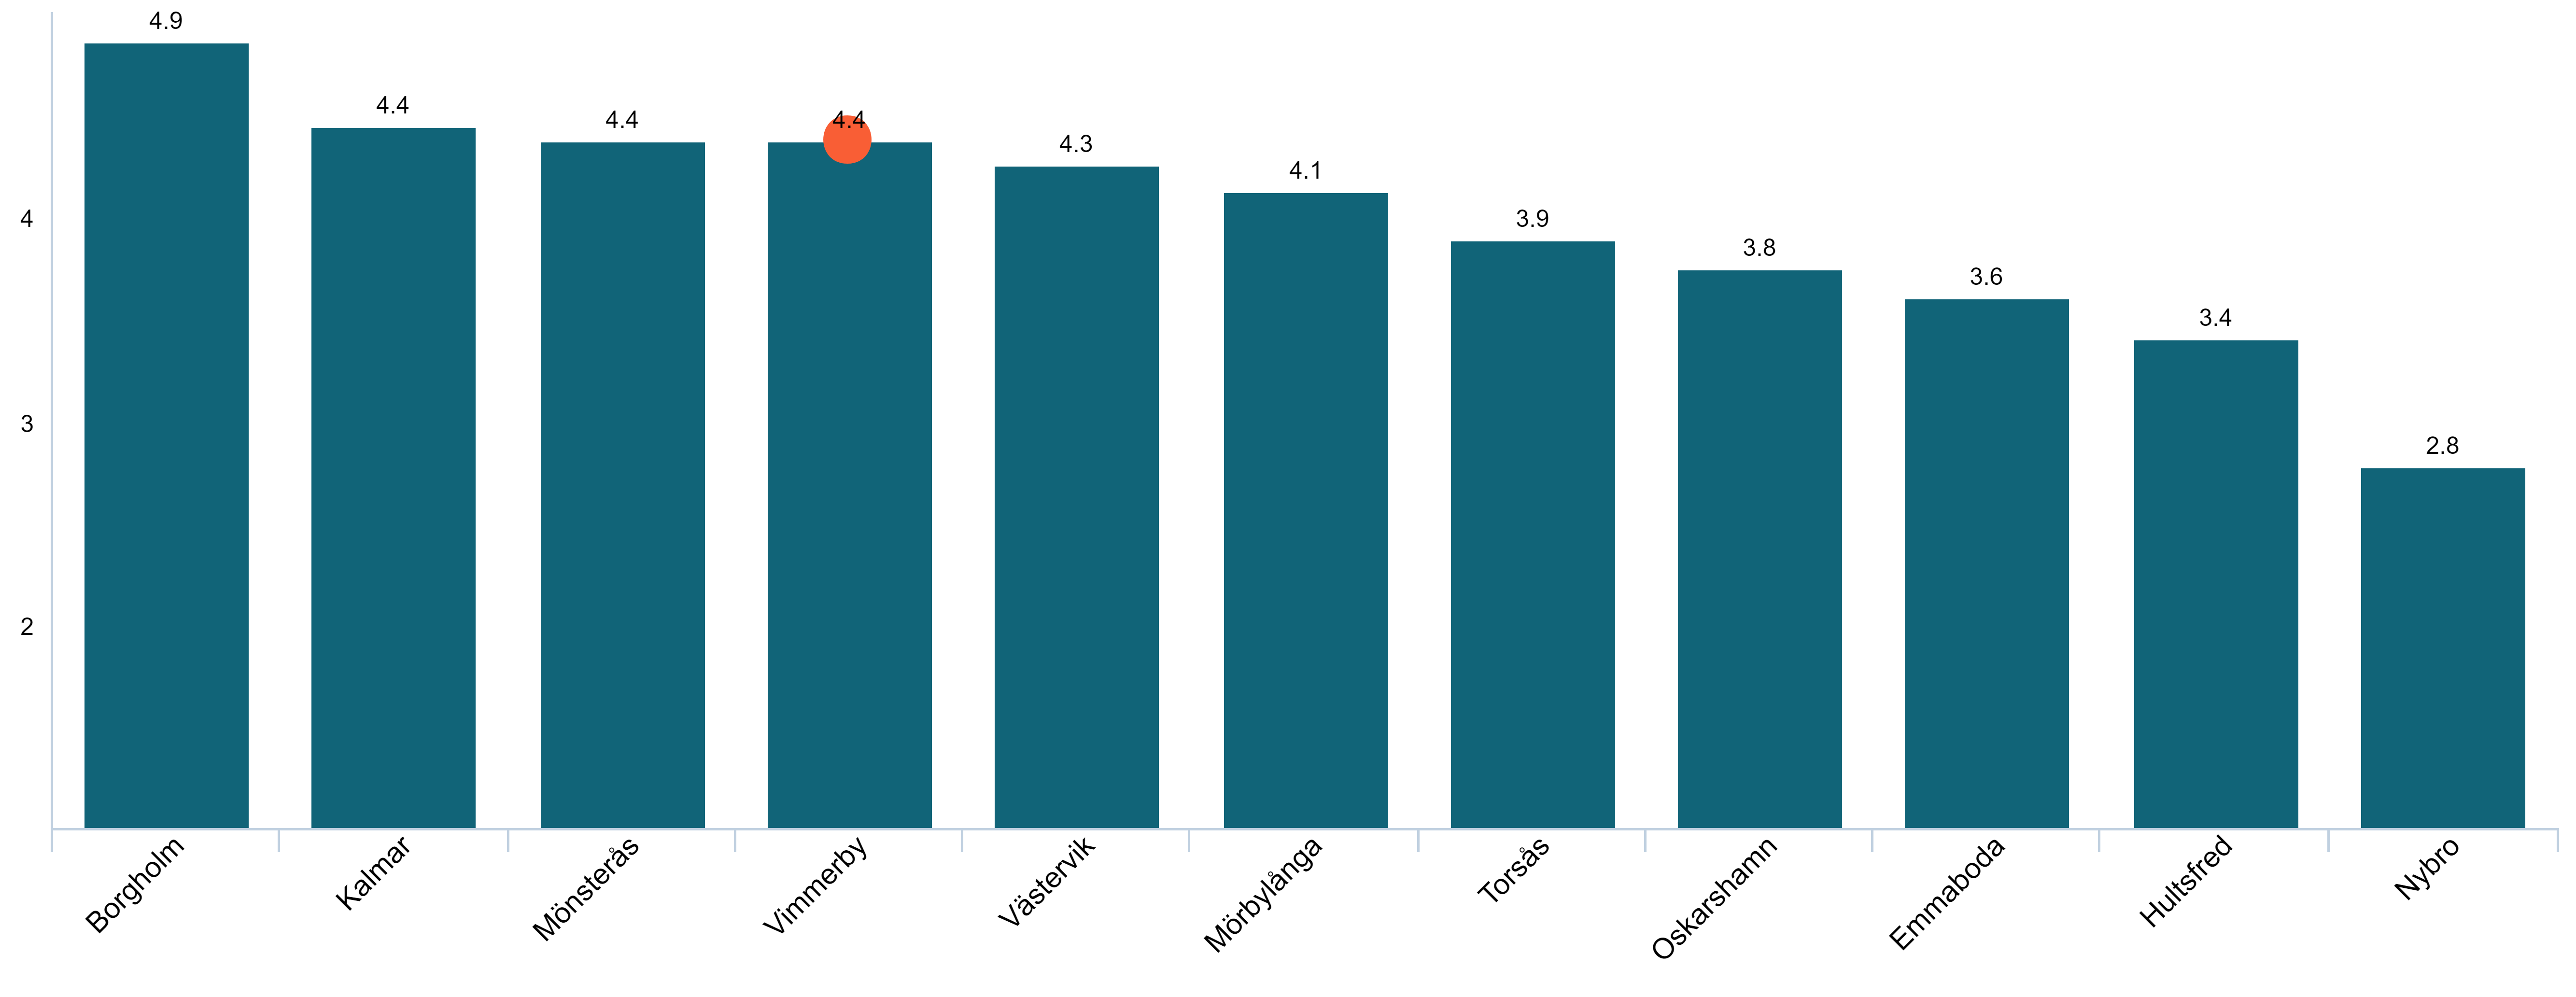 4.9
4.4
4.4
4.4
4.3
4.1
3.9
3.8
3.6
3.4
2.8
4
3
2
Borgholm
Kalmar
Mönsterås
Vimmerby
Västervik
Mörbylånga
Torsås
Oskarshamn
Emmaboda
Hultsfred
Nybro